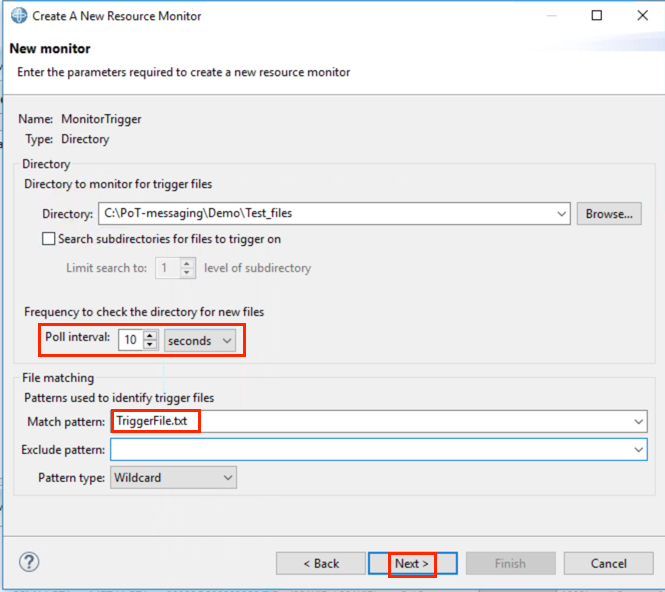 Create A New Resource Monitor
New monitor
Enter the parameters required to create a new resource monitor
Name: MonitorTrigger
Type: Directory
Directory
Directory to monitor for trigger files
Directory: C:\PoT-messaging\Demo\Test_files Browse...
Search subdirectories for files to trigger on
Limit search to: 1 level of subdirectory
Frequency to check the directory for new files
Poll interval: 10 seconds
File matching
Patterns used to identify trigger files
Match pattern: TriggerFile.txt
Exclude pattern:
Pattern type: Wildcard
? < Back Next > Finish Cancel